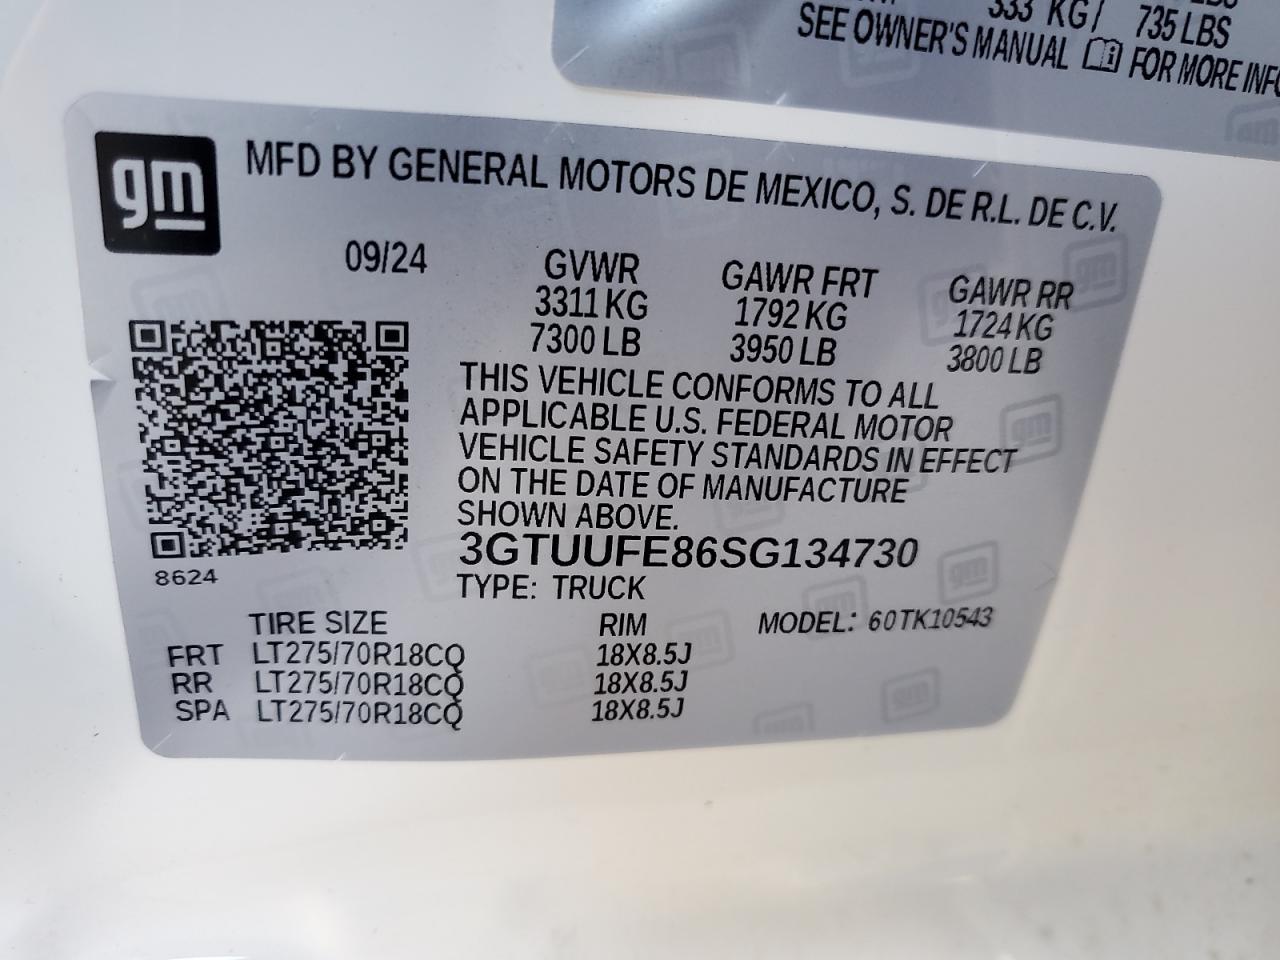 333 KG/ 735 LBS
SEE OWNER'S MANUAL FOR MORE INFO
gm
MFD BY GENERAL MOTORS DE MEXICO, S. DE R.L. DE C.V.
09/24 GVWR GAWR FRT GAWR RR
3311 KG 1792 KG 1724 KG
7300 LB 3950 LB 3800 LB
THIS VEHICLE CONFORMS TO ALL
APPLICABLE U.S. FEDERAL MOTOR
VEHICLE SAFETY STANDARDS IN EFFECT
ON THE DATE OF MANUFACTURE
SHOWN ABOVE.
3GTUUFE86SG134730
8624
TYPE: TRUCK
TIRE SIZE RIM MODEL: 60TK10543
FRT LT275/70R18CQ 18X8.5J
RR LT275/70R18CQ 18X8.5J
SPA LT275/70R18CQ 18X8.5J